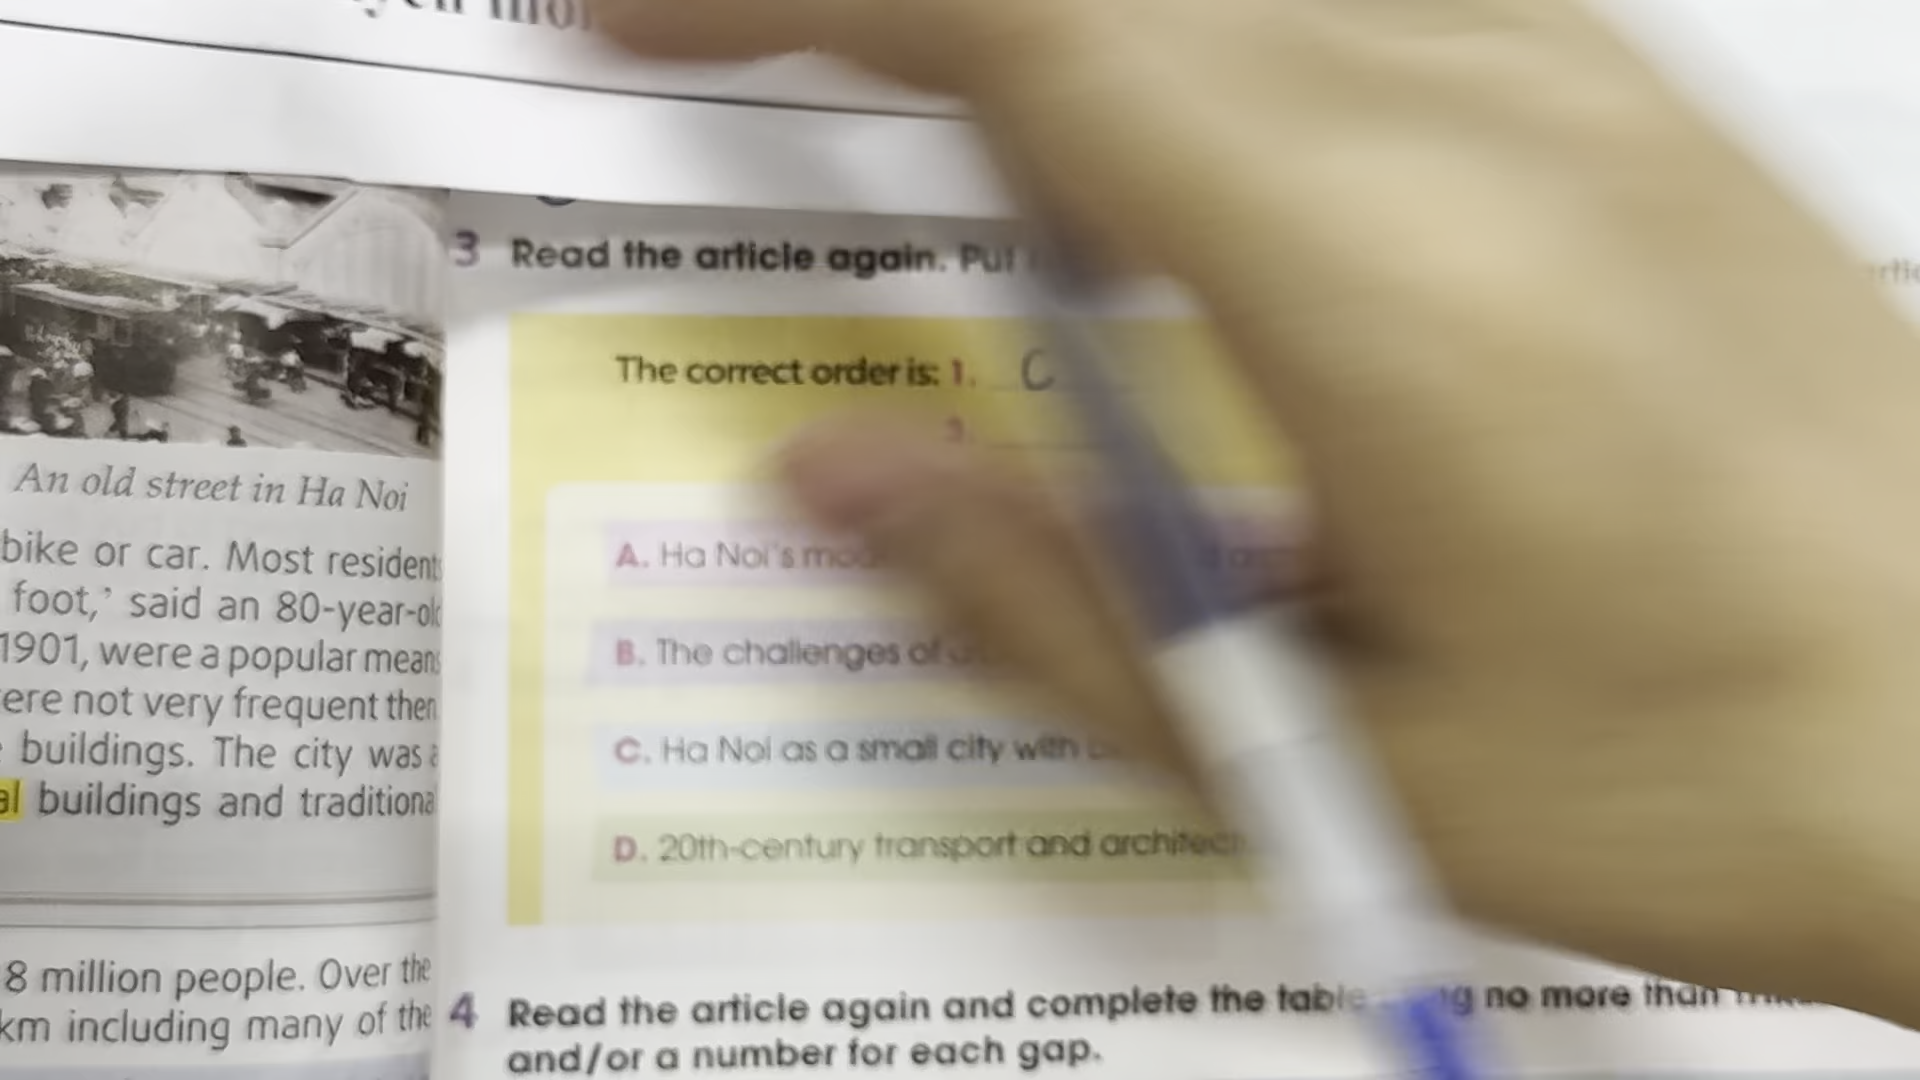 An old street in Ha Noi
bike or car. Most residents
foot,' said an 80-year-old
1901, were a popular means
ere not very frequent then
buildings. The city was a
al buildings and traditional
8 million people. Over the
km including many of the
3 Read the article again. Put
The correct order is: 1. C
A. Ha Noi's
B. The challenges of
C. Ha Noi as a small city with
D. 20th-century transport and
4 Read the article again and complete the table no more than
and/or a number for each gap.